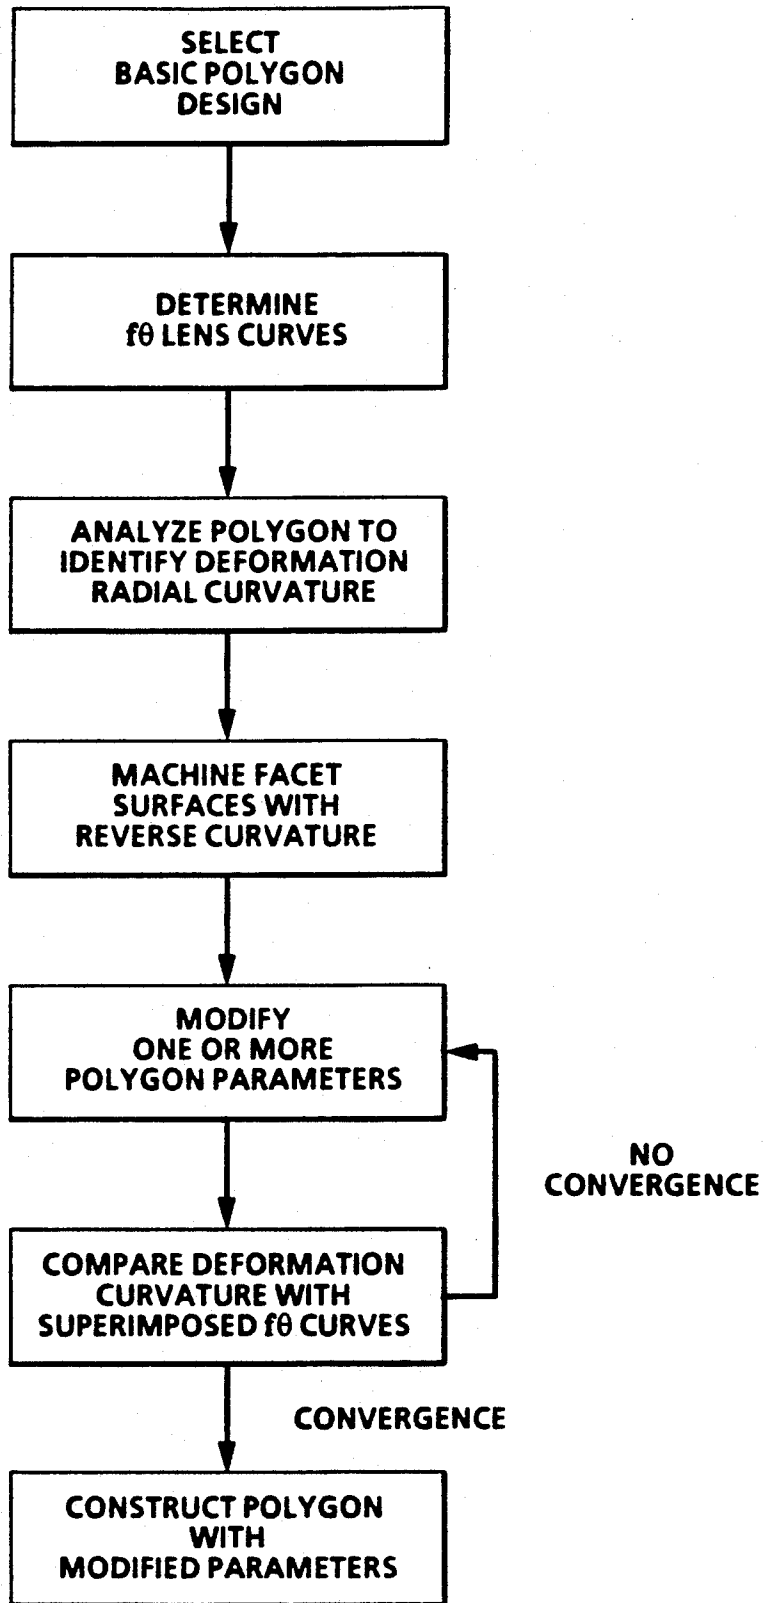 SELECT
BASIC POLYGON
DESIGN
DETERMINE
fθ LENS CURVES
ANALYZE POLYGON TO
IDENTIFY DEFORMATION
RADIAL CURVATURE
MACHINE FACET
SURFACES WITH
REVERSE CURVATURE
MODIFY
ONE OR MORE
POLYGON PARAMETERS
NO
CONVERGENCE
COMPARE DEFORMATION
CURVATURE WITH
SUPERIMPOSED fθ CURVES
CONVERGENCE
CONSTRUCT POLYGON
WITH
MODIFIED PARAMETERS